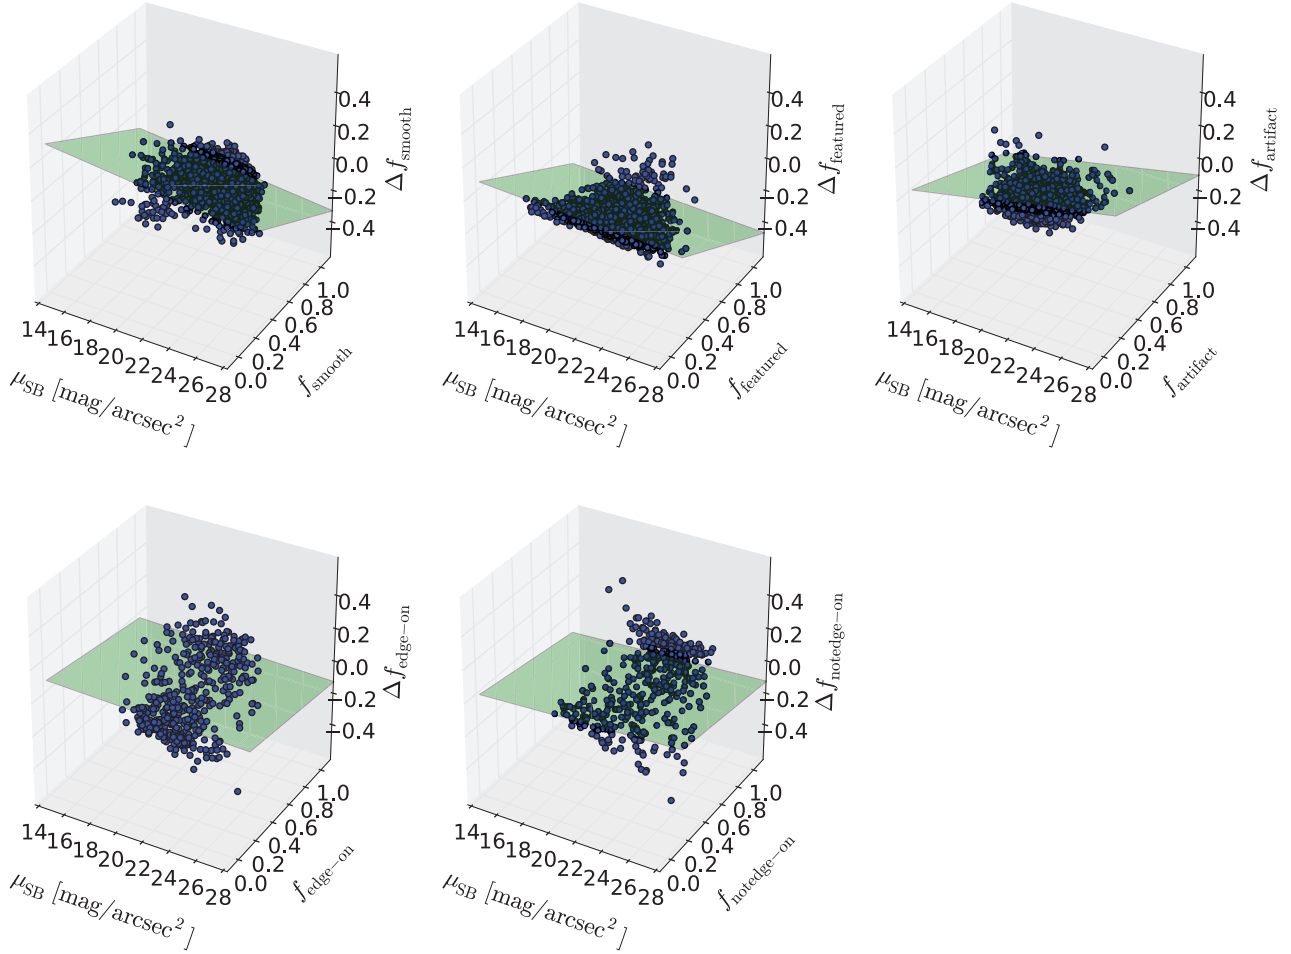 0.4
0.2
0.0
−0.2
−0.4
Δf_smooth
14 16 18 20 22 24 26 28
μ_SB [mag/arcsec²]
0.0 0.2 0.4 0.6 0.8 1.0
f_smooth
0.4
0.2
0.0
−0.2
−0.4
Δf_featured
14 16 18 20 22 24 26 28
μ_SB [mag/arcsec²]
0.0 0.2 0.4 0.6 0.8 1.0
f_featured
0.4
0.2
0.0
−0.2
−0.4
Δf_artifact
14 16 18 20 22 24 26 28
μ_SB [mag/arcsec²]
0.0 0.2 0.4 0.6 0.8 1.0
f_artifact
0.4
0.2
0.0
−0.2
−0.4
Δf_edge−on
14 16 18 20 22 24 26 28
μ_SB [mag/arcsec²]
0.0 0.2 0.4 0.6 0.8 1.0
f_edge−on
0.4
0.2
0.0
−0.2
−0.4
Δf_notedge−on
14 16 18 20 22 24 26 28
μ_SB [mag/arcsec²]
0.0 0.2 0.4 0.6 0.8 1.0
f_notedge−on